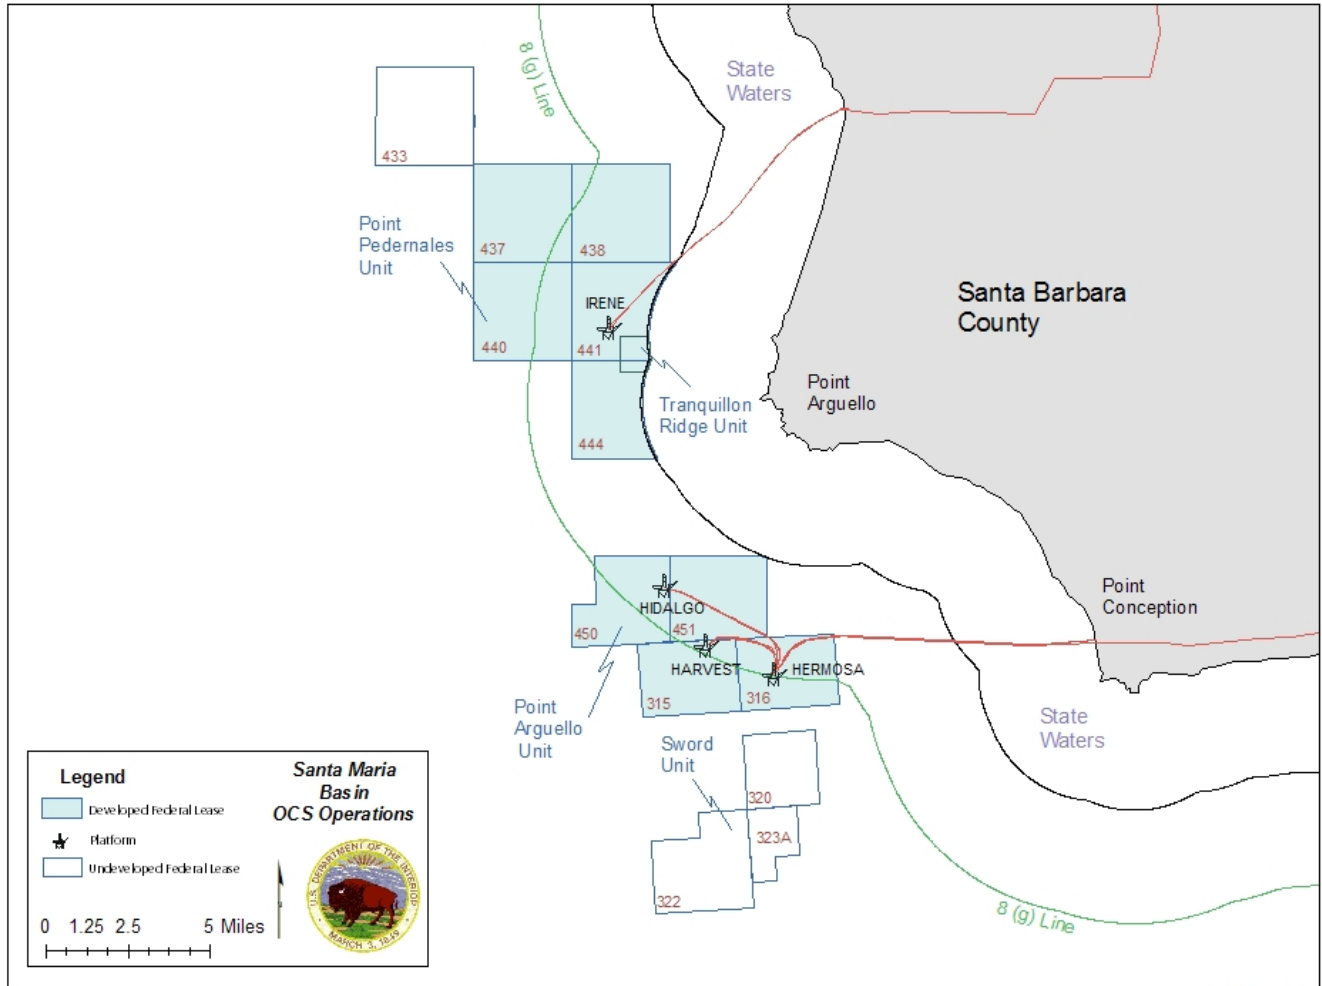 8 (g) Line
State
Waters
433
Point
Pedernales
Unit
437
438
IRENE
440
441
Santa Barbara
County
Point
Arguello
Tranquillon
Ridge Unit
444
Point
Conception
HIDALGO
450
451
HARVEST
HERMOSA
315
316
Point
Arguello
Unit
Sword
Unit
State
Waters
320
323A
322
8 (g) Line
Legend
Developed Federal Lease
Platform
Undeveloped Federal Lease
0 1.25 2.5 5 Miles
Santa Maria
Basin
OCS Operations
U.S. DEPARTMENT OF THE INTERIOR
MARCH 3, 1849